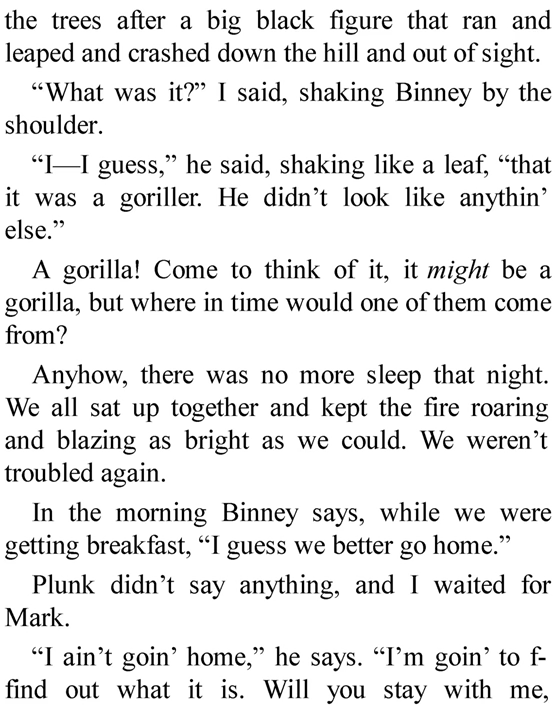 the trees after a big black figure that ran and
leaped and crashed down the hill and out of sight.
“What was it?” I said, shaking Binney by the
shoulder.
“I—I guess,” he said, shaking like a leaf, “that
it was a goriller. He didn’t look like anythin’
else.”
A gorilla! Come to think of it, it might be a
gorilla, but where in time would one of them come
from?
Anyhow, there was no more sleep that night.
We all sat up together and kept the fire roaring
and blazing as bright as we could. We weren’t
troubled again.
In the morning Binney says, while we were
getting breakfast, “I guess we better go home.”
Plunk didn’t say anything, and I waited for
Mark.
“I ain’t goin’ home,” he says. “I’m goin’ to f-
find out what it is. Will you stay with me,